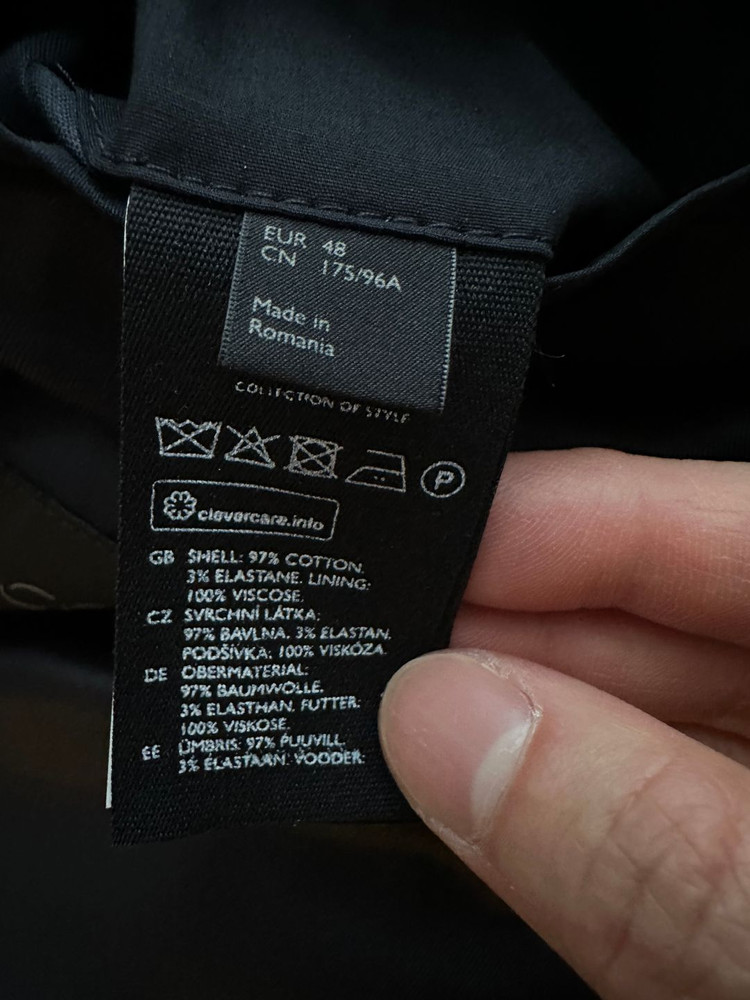 EUR 48
CN 175/96A
Made in
Romania
COLLECTION OF STYLE
P
clevercare.info
GB SHELL: 97% COTTON.
3% ELASTANE. LINING:
100% VISCOSE.
CZ SVRCHNÍ LÁTKA:
97% BAVLNA. 3% ELASTAN.
PODŠÍVKA: 100% VISKÓZA.
DE OBERMATERIAL:
97% BAUMWOLLE.
3% ELASTHAN. FUTTER:
100% VISKOSE.
EE ÜMBRIS: 97% PUUVILL.
3% ELASTAAN. VOODER: